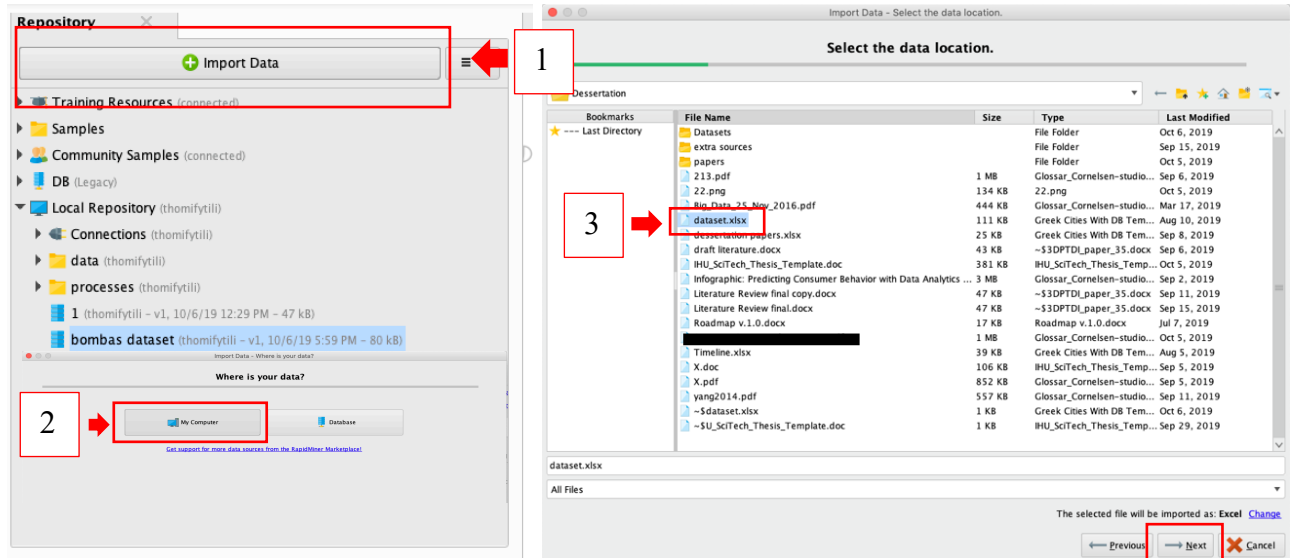 Repository
Import Data
1
Training Resources (connected)
Samples
Community Samples (connected)
DB (Legacy)
Local Repository (thomifytili)
Connections (thomifytili)
data (thomifytili)
processes (thomifytili)
1 (thomifytili – v1, 10/6/19 12:29 PM – 47 kB)
bombas dataset (thomifytili – v1, 10/6/19 5:59 PM – 80 kB)
Import Data - Where is your data?
Where is your data?
2
My Computer Database
Get support for more data sources from the RapidMiner Marketplace!
Import Data - Select the data location.
Select the data location.
Dessertation
Bookmarks File Name Size Type Last Modified
--- Last Directory
Datasets File Folder Oct 6, 2019
extra sources File Folder Sep 15, 2019
papers File Folder Oct 5, 2019
213.pdf 1 MB Glossar_Cornelsen-studio... Sep 6, 2019
22.png 134 KB 22.png Oct 5, 2019
Big_Data_25_Nov_2016.pdf 444 KB Glossar_Cornelsen-studio... Mar 17, 2019
3
dataset.xlsx 111 KB Greek Cities With DB Tem... Aug 10, 2019
dessertation papers.xlsx 25 KB Greek Cities With DB Tem... Sep 8, 2019
draft literature.docx 43 KB ~$3DPTDI_paper_35.docx Sep 6, 2019
IHU_SciTech_Thesis_Template.doc 381 KB IHU_SciTech_Thesis_Temp... Oct 5, 2019
Infographic: Predicting Consumer Behavior with Data Analytics ... 3 MB Glossar_Cornelsen-studio... Sep 2, 2019
Literature Review final copy.docx 47 KB ~$3DPTDI_paper_35.docx Sep 11, 2019
Literature Review final.docx 47 KB ~$3DPTDI_paper_35.docx Sep 15, 2019
Roadmap v.1.0.docx 17 KB Roadmap v.1.0.docx Jul 7, 2019
1 MB Glossar_Cornelsen-studio... Oct 5, 2019
Timeline.xlsx 39 KB Greek Cities With DB Tem... Aug 5, 2019
X.doc 106 KB IHU_SciTech_Thesis_Temp... Sep 5, 2019
X.pdf 852 KB Glossar_Cornelsen-studio... Sep 5, 2019
yang2014.pdf 557 KB Glossar_Cornelsen-studio... Sep 11, 2019
~$dataset.xlsx 1 KB Greek Cities With DB Tem... Oct 6, 2019
~$U_SciTech_Thesis_Template.doc 1 KB IHU_SciTech_Thesis_Temp... Sep 29, 2019
dataset.xlsx
All Files
The selected file will be imported as: Excel Change
Previous Next Cancel